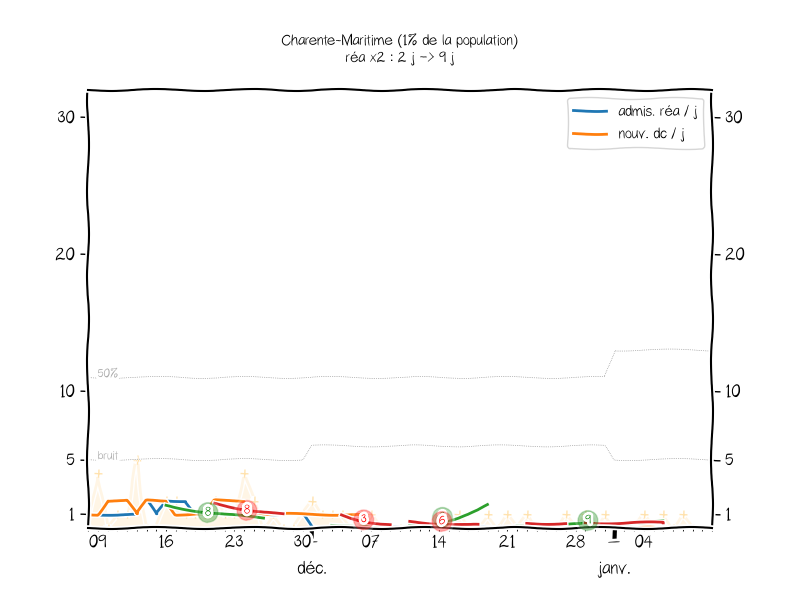 Charente-Maritime (1% de la population)
réa x2 : 2 j -> 9 j
admis. réa / j
nouv. dc / j
30 30
20 20
50%
10 10
bruit
5 5
1 1
8 8 3 6 9
09 16 23 30 07 14 21 28 04
déc. janv.